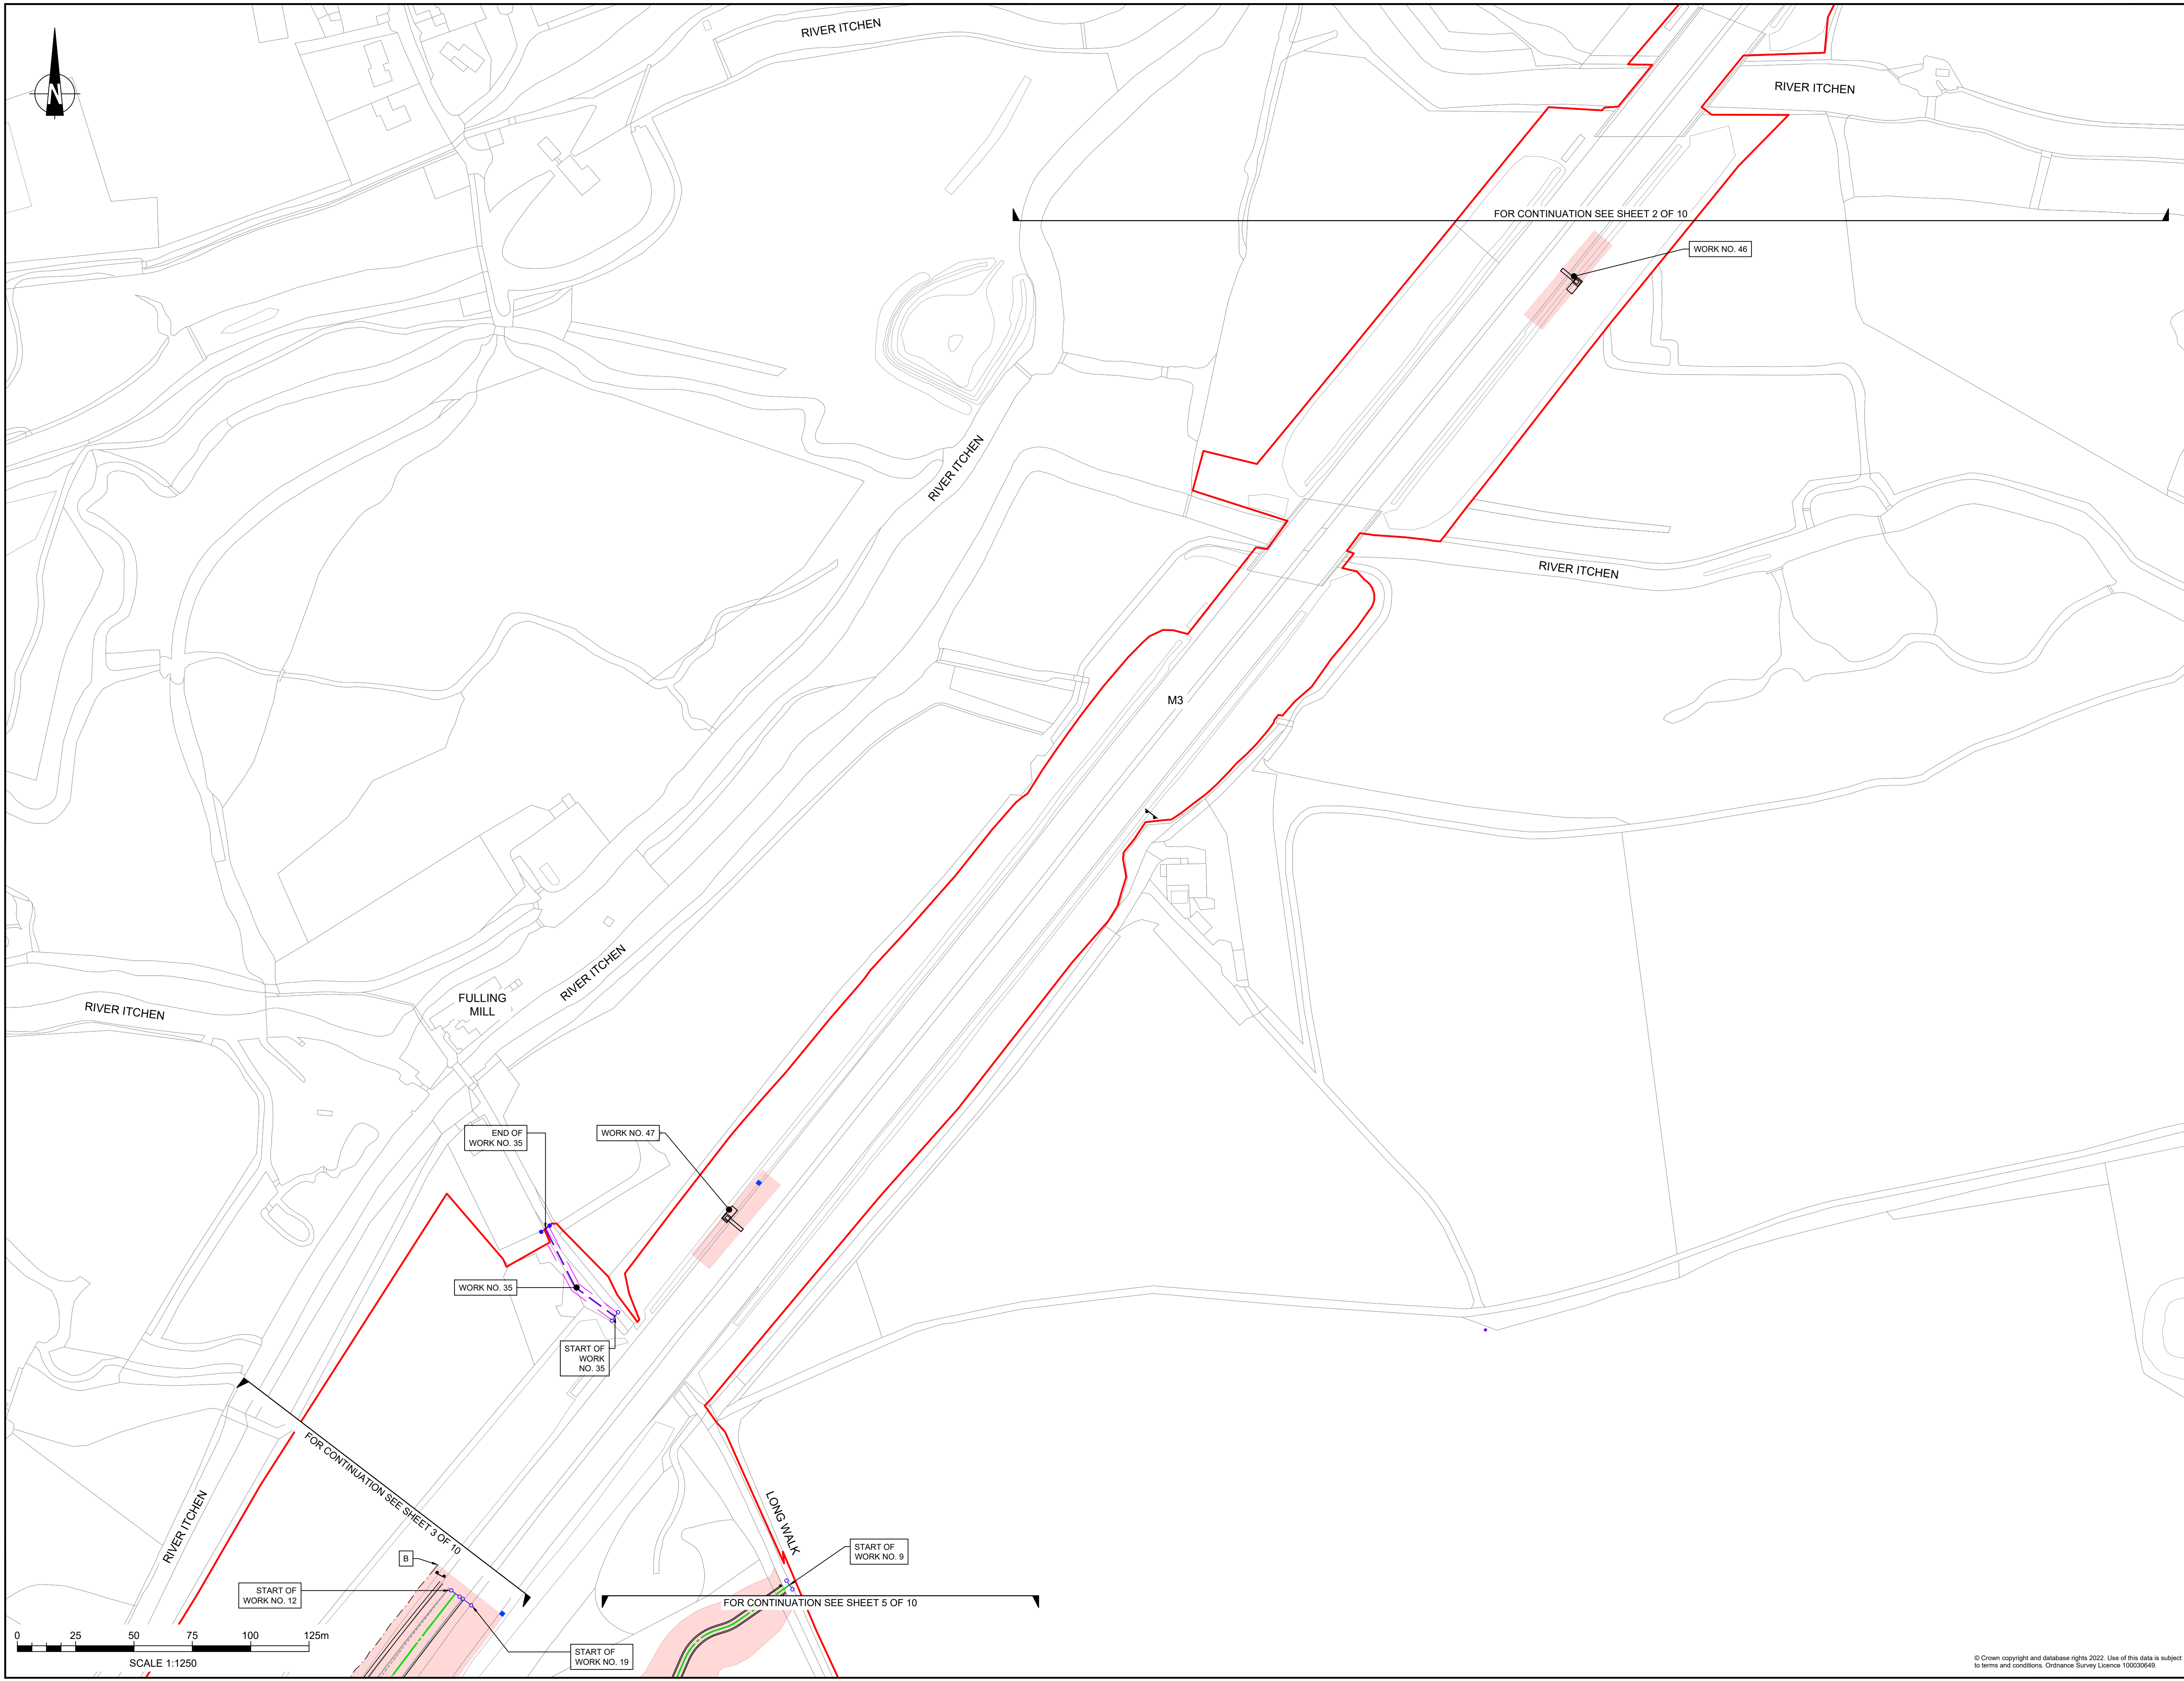 RIVER ITCHEN
N
RIVER ITCHEN
FOR CONTINUATION SEE SHEET 2 OF 10
WORK NO. 46
RIVER ITCHEN
RIVER ITCHEN
M3
RIVER ITCHEN
FULLING
MILL
RIVER ITCHEN
END OF
WORK NO. 35
WORK NO. 47
WORK NO. 35
START OF
WORK
NO. 35
FOR CONTINUATION SEE SHEET 3 OF 10
RIVER ITCHEN
LONG WALK
B
START OF
WORK NO. 9
START OF
WORK NO. 12
FOR CONTINUATION SEE SHEET 5 OF 10
START OF
WORK NO. 19
0 25 50 75 100 125m
SCALE 1:1250
© Crown copyright and database rights 2022. Use of this data is subject
to terms and conditions. Ordnance Survey Licence 100030649.